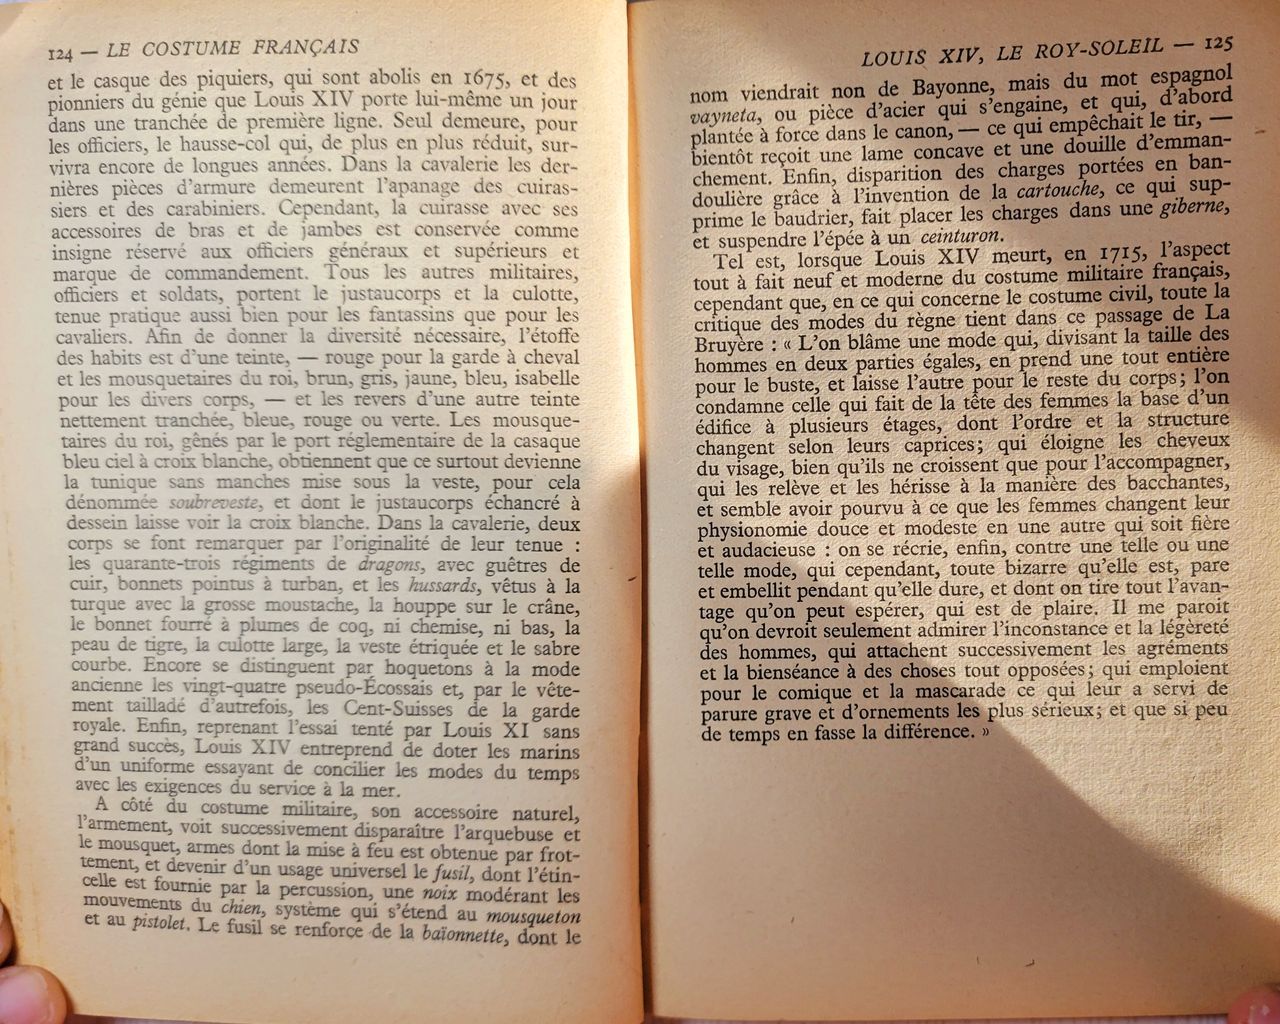 124 — LE COSTUME FRANÇAIS
et le casque des piquiers, qui sont abolis en 1675, et des
pionniers du génie que Louis XIV porte lui-même un jour
dans une tranchée de première ligne. Seul demeure, pour
les officiers, le hausse-col qui, de plus en plus réduit, sur-
vivra encore de longues années. Dans la cavalerie les der-
nières pièces d'armure demeurent l'apanage des cuiras-
siers et des carabiniers. Cependant, la cuirasse avec ses
accessoires de bras et de jambes est conservée comme
insigne réservé aux officiers généraux et supérieurs et
marque de commandement. Tous les autres militaires,
officiers et soldats, portent le justaucorps et la culotte,
tenue pratique aussi bien pour les fantassins que pour les
cavaliers. Afin de donner la diversité nécessaire, l'étoffe
des habits est d'une teinte, — rouge pour la garde à cheval
et les mousquetaires du roi, brun, gris, jaune, bleu, isabelle
pour les divers corps, — et les revers d'une autre teinte
nettement tranchée, bleue, rouge ou verte. Les mousque-
taires du roi, gênés par le port réglementaire de la casaque
bleu ciel à croix blanche, obtiennent que ce surtout devienne
la tunique sans manches mise sous la veste, pour cela
dénommée soubreveste, et dont le justaucorps échancré à
dessein laisse voir la croix blanche. Dans la cavalerie, deux
corps se font remarquer par l'originalité de leur tenue :
les quarante-trois régiments de dragons, avec guêtres de
cuir, bonnets pointus à turban, et les hussards, vêtus à la
turque avec la grosse moustache, la houppe sur le crâne,
le bonnet fourré à plumes de coq, ni chemise, ni bas, la
peau de tigre, la culotte large, la veste étriquée et le sabre
courbe. Encore se distinguent par hoquetons à la mode
ancienne les vingt-quatre pseudo-Écossais et, par le vête-
ment tailladé d'autrefois, les Cent-Suisses de la garde
royale. Enfin, reprenant l'essai tenté par Louis XI sans
grand succès, Louis XIV entreprend de doter les marins
d'un uniforme essayant de concilier les modes du temps
avec les exigences du service à la mer.
A côté du costume militaire, son accessoire naturel,
l'armement, voit successivement disparaître l'arquebuse et
le mousquet, armes dont la mise à feu est obtenue par frot-
tement, et devenir d'un usage universel le fusil, dont l'étin-
celle est fournie par la percussion, une noix modérant les
mouvements du chien, système qui s'étend au mousqueton
et au pistolet. Le fusil se renforce de la baïonnette, dont le
LOUIS XIV, LE ROY-SOLEIL — 125
nom viendrait non de Bayonne, mais du mot espagnol
vayneta, ou pièce d'acier qui s'engaine, et qui, d'abord
plantée à force dans le canon, — ce qui empêchait le tir, —
bientôt reçoit une lame concave et une douille d'emman-
chement. Enfin, disparition des charges portées en ban-
doulière grâce à l'invention de la cartouche, ce qui sup-
prime le baudrier, fait placer les charges dans une giberne,
et suspendre l'épée à un ceinturon.
Tel est, lorsque Louis XIV meurt, en 1715, l'aspect
tout à fait neuf et moderne du costume militaire français,
cependant que, en ce qui concerne le costume civil, toute la
critique des modes du règne tient dans ce passage de La
Bruyère : « L'on blâme une mode qui, divisant la taille des
hommes en deux parties égales, en prend une tout entière
pour le buste, et laisse l'autre pour le reste du corps; l'on
condamne celle qui fait de la tête des femmes la base d'un
édifice à plusieurs étages, dont l'ordre et la structure
changent selon leurs caprices; qui éloigne les cheveux
du visage, bien qu'ils ne croissent que pour l'accompagner,
qui les relève et les hérisse à la manière des bacchantes,
et semble avoir pourvu à ce que les femmes changent leur
physionomie douce et modeste en une autre qui soit fière
et audacieuse : on se récrie, enfin, contre une telle ou une
telle mode, qui cependant, toute bizarre qu'elle est, pare
et embellit pendant qu'elle dure, et dont on tire tout l'avan-
tage qu'on peut espérer, qui est de plaire. Il me paroit
qu'on devroit seulement admirer l'inconstance et la légèreté
des hommes, qui attachent successivement les agréments
et la bienséance à des choses tout opposées; qui emploient
pour le comique et la mascarade ce qui leur a servi de
parure grave et d'ornements les plus sérieux; et que si peu
de temps en fasse la différence. »